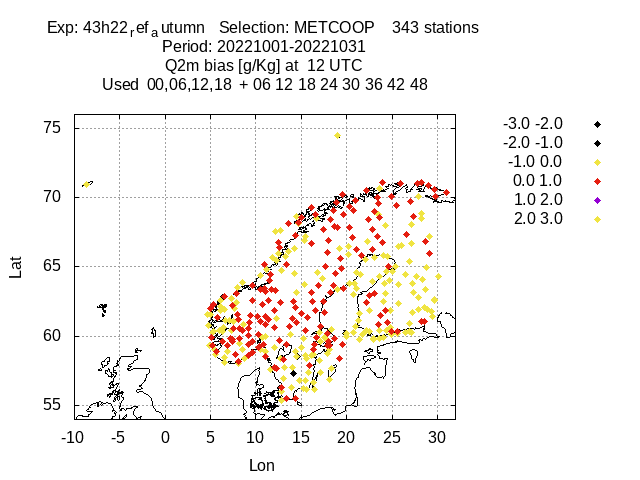 Exp: 43h22ref_autumn Selection: METCOOP 343 stations
Period: 20221001-20221031
Q2m bias [g/Kg] at 12 UTC
Used 00,06,12,18 + 06 12 18 24 30 36 42 48
-3.0 -2.0
-2.0 -1.0
-1.0 0.0
0.0 1.0
1.0 2.0
2.0 3.0
75
70
65
60
55
Lat
-10 -5 0 5 10 15 20 25 30
Lon